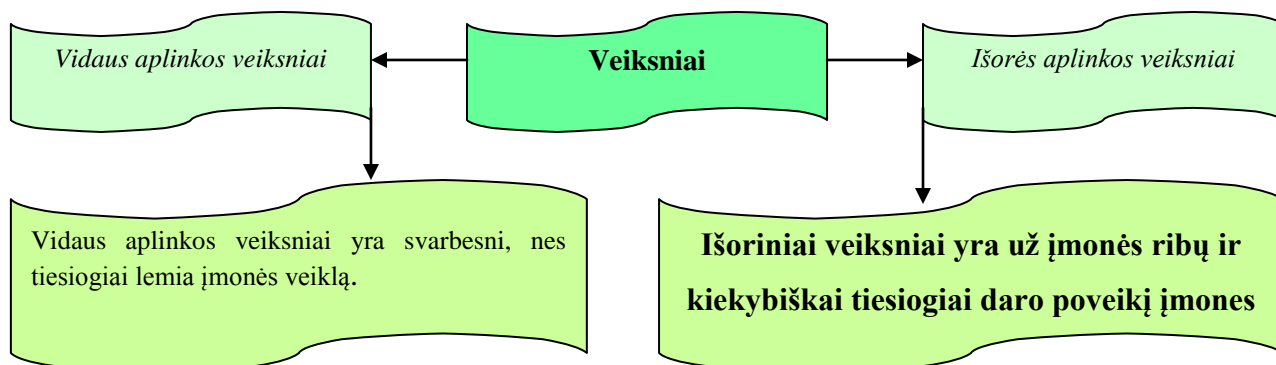 Vidaus aplinkos veiksniai
Veiksniai
Išorės aplinkos veiksniai
Vidaus aplinkos veiksniai yra svarbesni, nes
tiesiogiai lemia įmonės veiklą.
Išoriniai veiksniai yra už įmonės ribų ir
kiekybiškai tiesiogiai daro poveikį įmones